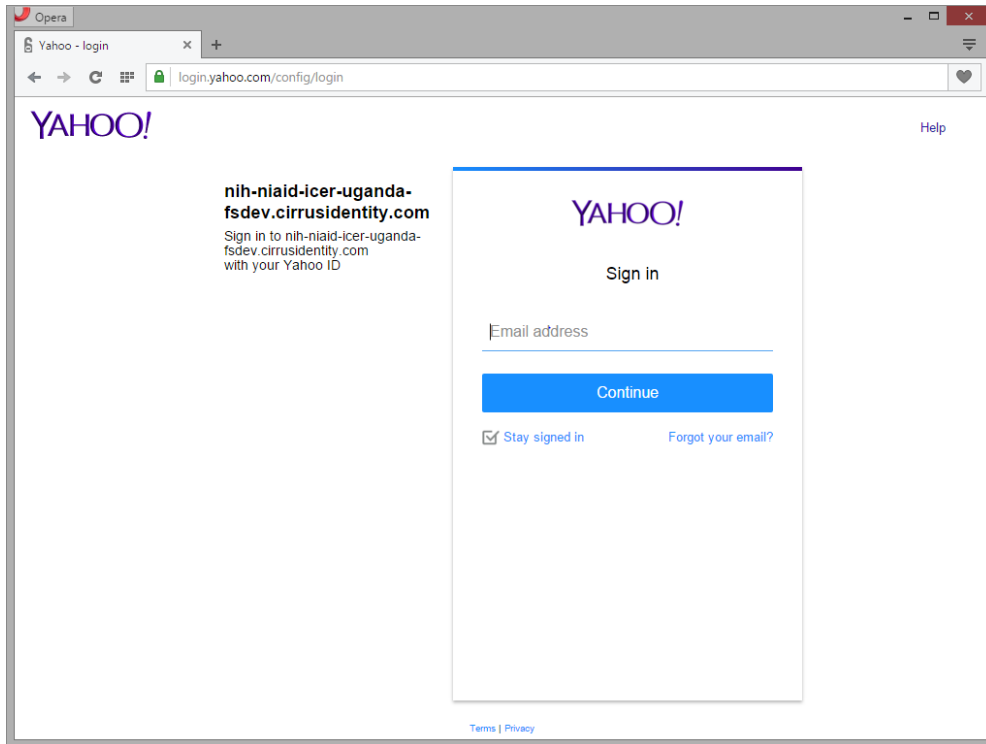 Opera
Yahoo - login
login.yahoo.com/config/login
YAHOO!
Help
nih-niaid-icer-uganda-
fsdev.cirrusidentity.com
Sign in to nih-niaid-icer-uganda-
fsdev.cirrusidentity.com
with your Yahoo ID
YAHOO!
Sign in
Email address
Continue
Stay signed in Forgot your email?
Terms | Privacy